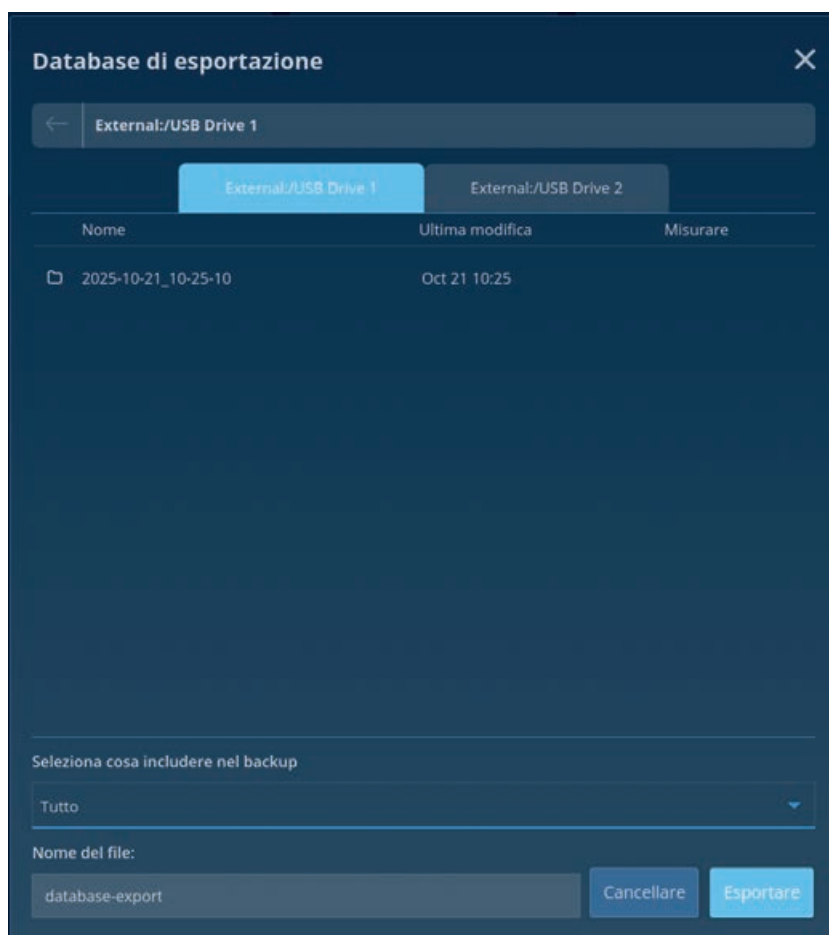 Database di esportazione
External:/USB Drive 1
External:/USB Drive 1 External:/USB Drive 2
Nome Ultima modifica Misurare
2025-10-21_10-25-10 Oct 21 10:25
Seleziona cosa includere nel backup
Tutto
Nome del file:
database-export Cancellare Esportare